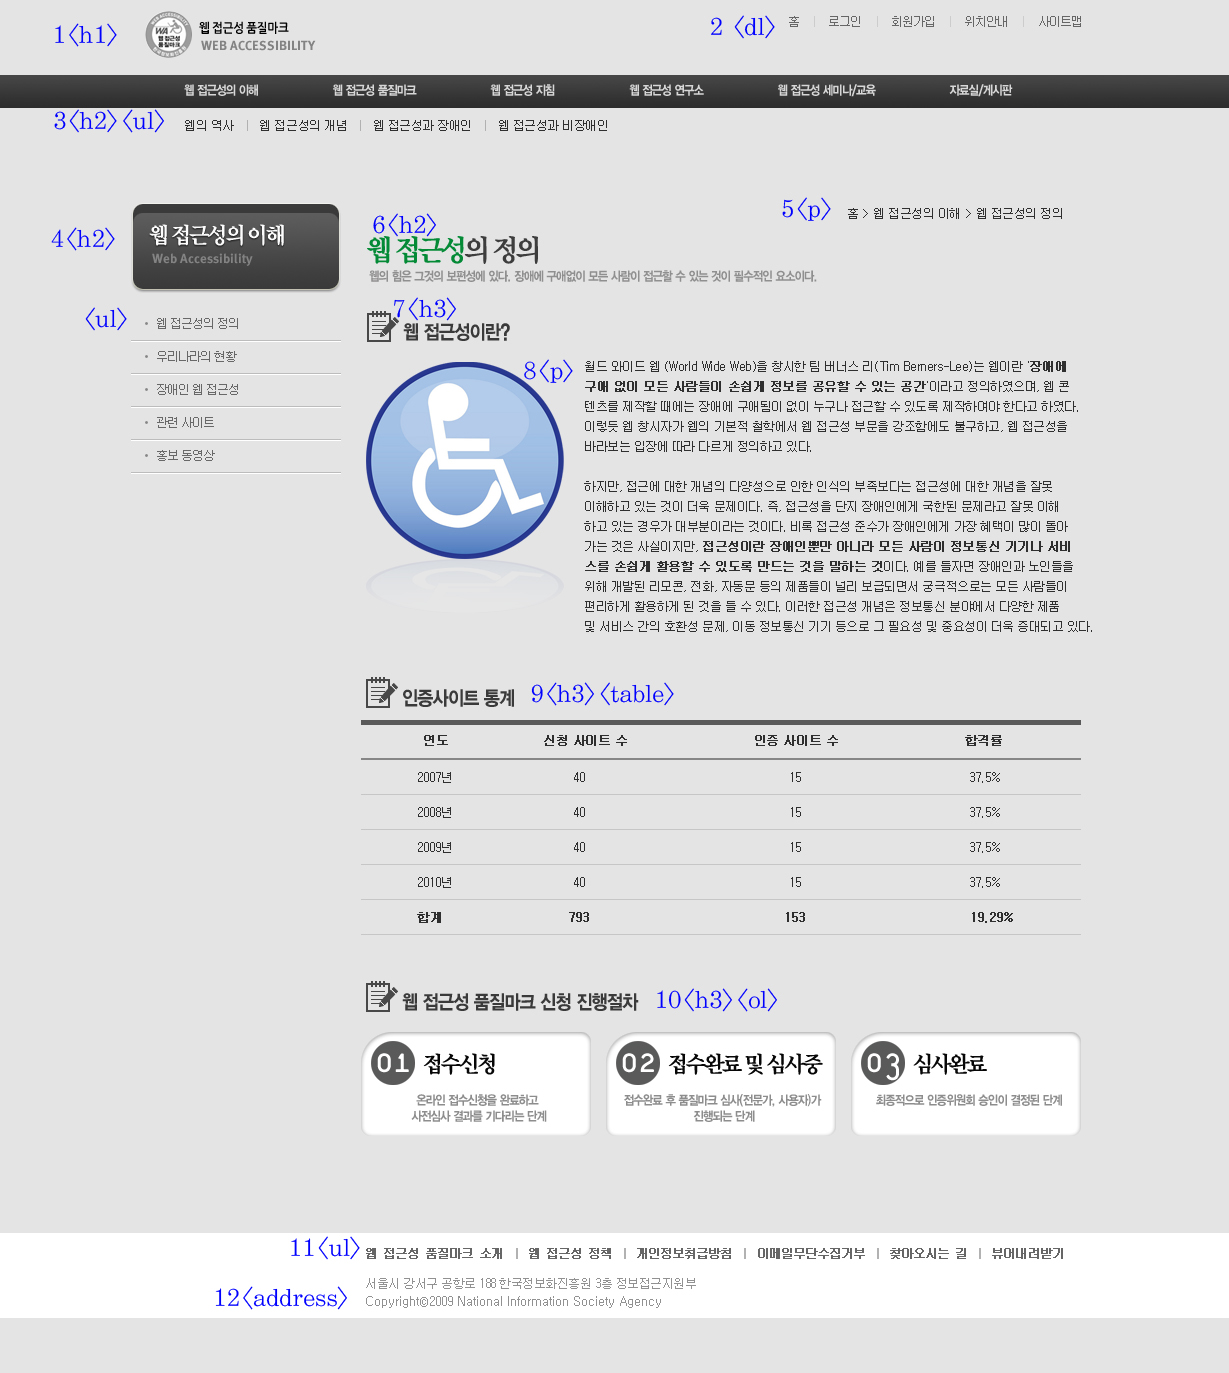 1<h1>
웹 접근성 품질마크
WEB ACCESSIBILITY
WA
웹 접근성
품질마크
2 <dl> 홈 | 로그인 | 회원가입 | 위치안내 | 사이트맵
웹 접근성의 이해 웹 접근성 품질마크 웹 접근성 지침 웹 접근성 연구소 웹 접근성 세미나/교육 자료실/게시판
3<h2><ul> 웹의 역사 | 웹 접근성의 개념 | 웹 접근성과 장애인 | 웹 접근성과 비장애인
5<p> 홈 > 웹 접근성의 이해 > 웹 접근성의 정의
4<h2> 웹 접근성의 이해
Web Accessibility
<ul>
• 웹 접근성의 정의
• 우리나라의 현황
• 장애인 웹 접근성
• 관련 사이트
• 홍보 동영상
6<h2>
웹 접근성의 정의
웹의 힘은 그것의 보편성에 있다. 장애에 구애없이 모든 사람이 접근할 수 있는 것이 필수적인 요소이다.
7<h3>
웹 접근성이란?
8<p>
월드 와이드 웹 (World Wide Web)을 창시한 팀 버너스 리(Tim Berners-Lee)는 웹이란 '장애에
구애 없이 모든 사람들이 손쉽게 정보를 공유할 수 있는 공간'이라고 정의하였으며, 웹 콘
텐츠를 제작할 때에는 장애에 구애됨이 없이 누구나 접근할 수 있도록 제작하여야 한다고 하였다.
이렇듯 웹 창시자가 웹의 기본적 철학에서 웹 접근성 부문을 강조함에도 불구하고, 웹 접근성을
바라보는 입장에 따라 다르게 정의하고 있다.
하지만, 접근에 대한 개념의 다양성으로 인한 인식의 부족보다는 접근성에 대한 개념을 잘못
이해하고 있는 것이 더욱 문제이다. 즉, 접근성을 단지 장애인에게 국한된 문제라고 잘못 이해
하고 있는 경우가 대부분이라는 것이다. 비록 접근성 준수가 장애인에게 가장 혜택이 많이 돌아
가는 것은 사실이지만, 접근성이란 장애인뿐만 아니라 모든 사람이 정보통신 기기나 서비
스를 손쉽게 활용할 수 있도록 만드는 것을 말하는 것이다. 예를 들자면 장애인과 노인들을
위해 개발된 리모콘, 전화, 자동문 등의 제품들이 널리 보급되면서 궁극적으로는 모든 사람들이
편리하게 활용하게 된 것을 들 수 있다. 이러한 접근성 개념은 정보통신 분야에서 다양한 제품
및 서비스 간의 호환성 문제, 이동 정보통신 기기 등으로 그 필요성 및 중요성이 더욱 증대되고 있다.
인증사이트 통계 9<h3><table>
연도 신청 사이트 수 인증 사이트 수 합격률
2007년 40 15 37.5%
2008년 40 15 37.5%
2009년 40 15 37.5%
2010년 40 15 37.5%
합계 793 153 19.29%
웹 접근성 품질마크 신청 진행절차 10<h3><ol>
01 접수신청
온라인 접수신청을 완료하고
사전심사 결과를 기다리는 단계
02 접수완료 및 심사중
접수완료 후 품질마크 심사(전문가, 사용자)가
진행되는 단계
03 심사완료
최종적으로 인증위원회 승인이 결정된 단계
11<ul> 웹 접근성 품질마크 소개 | 웹 접근성 정책 | 개인정보취급방침 | 이메일무단수집거부 | 찾아오시는 길 | 뷰어내려받기
12<address>
서울시 강서구 공항로 188 한국정보화진흥원 3층 정보접근지원부
Copyright©2009 National Information Society Agency